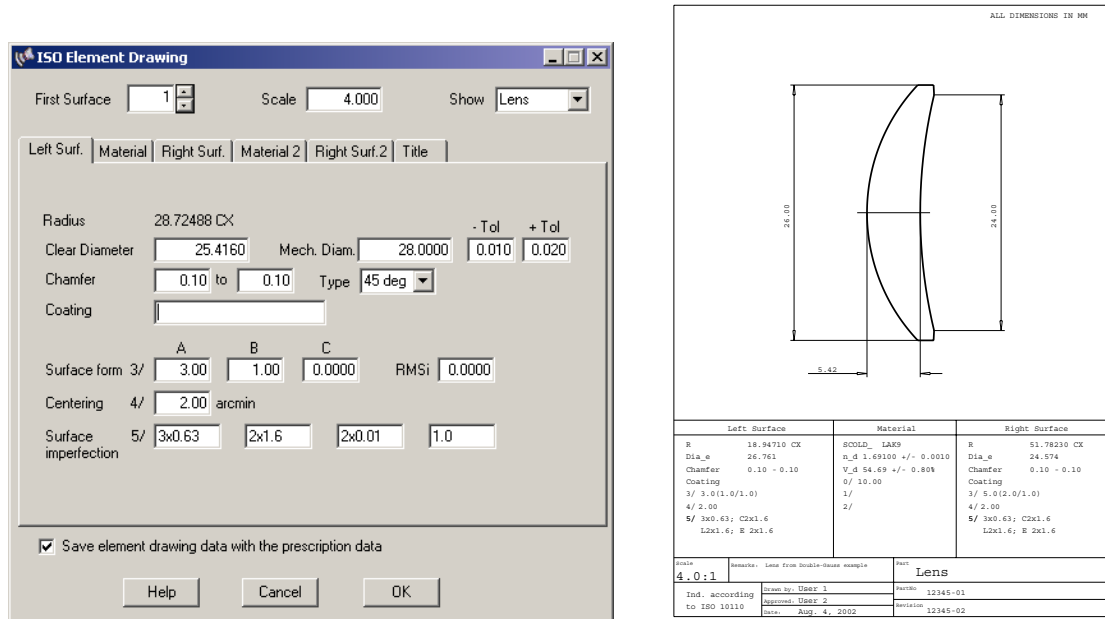 ISO Element Drawing
First Surface 1 Scale 4.000 Show Lens
Left Surf. Material Right Surf. Material 2 Right Surf.2 Title
Radius 28.72488 CX
- Tol + Tol
Clear Diameter 25.4160 Mech. Diam. 28.0000 0.010 0.020
Chamfer 0.10 to 0.10 Type 45 deg
Coating
A B C
Surface form 3/ 3.00 1.00 0.0000 RMSi 0.0000
Centering 4/ 2.00 arcmin
Surface imperfection 5/ 3x0.63 2x1.6 2x0.01 1.0
Save element drawing data with the prescription data
Help Cancel OK
ALL DIMENSIONS IN MM
26.00
24.00
5.42
Left Surface
R 18.94710 CX
Dia_e 26.761
Chamfer 0.10 - 0.10
Coating
3/ 3.0(1.0/1.0)
4/ 2.00
5/ 3x0.63; C2x1.6
L2x1.6; E 2x1.6
Material
SCOLD_ LAK9
n_d 1.69100 +/- 0.0010
V_d 54.69 +/- 0.80%
0/ 10.00
1/
2/
Right Surface
R 51.78230 CX
Dia_e 24.574
Chamfer 0.10 - 0.10
Coating
3/ 5.0(2.0/1.0)
4/ 2.00
5/ 3x0.63; C2x1.6
L2x1.6; E 2x1.6
Scale
4.0:1
Remarks: Lens from Double-Gauss example
Part
Lens
Ind. according
to ISO 10110
Drawn by: User 1
Approved: User 2
Date: Aug. 4, 2002
PartNo 12345-01
Revision 12345-02